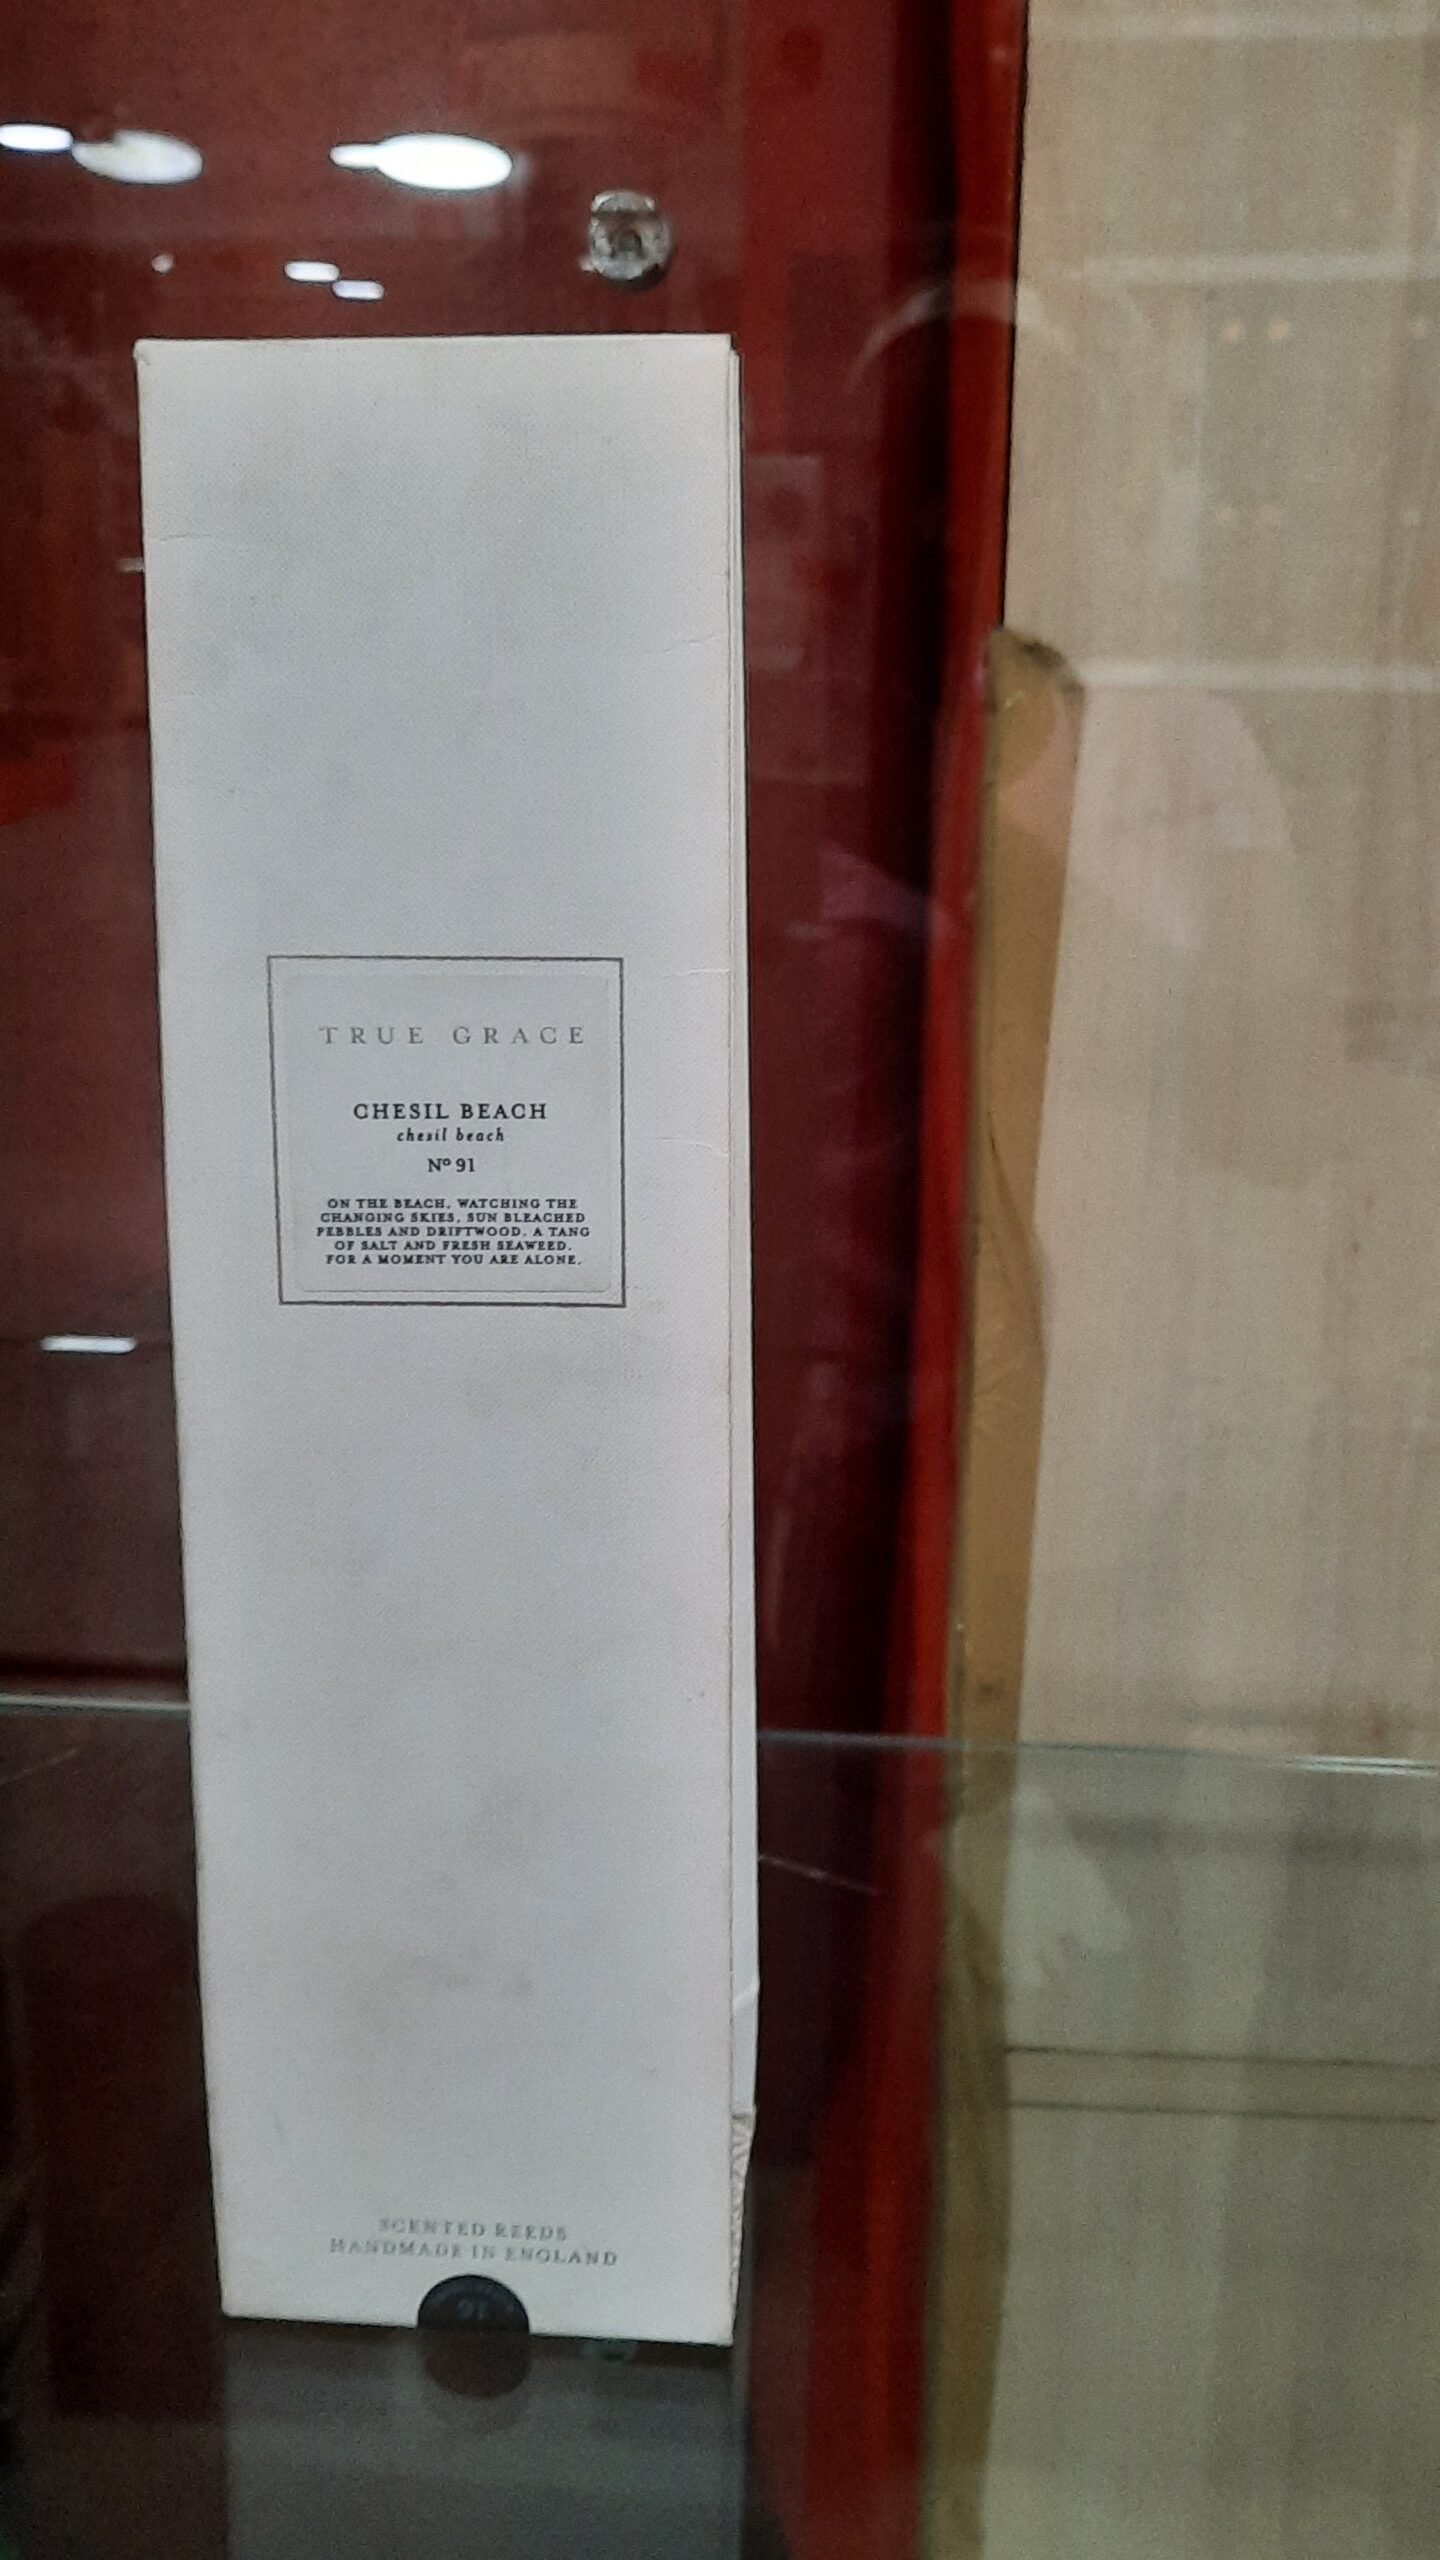 TRUE GRACE
CHESIL BEACH
chesil beach
Nº 91
ON THE BEACH, WATCHING THE
CHANGING SKIES, SUN BLEACHED
PEBBLES AND DRIFTWOOD. A TANG
OF SALT AND FRESH SEAWEED.
FOR A MOMENT YOU ARE ALONE.
SCENTED REEDS
HANDMADE IN ENGLAND
91